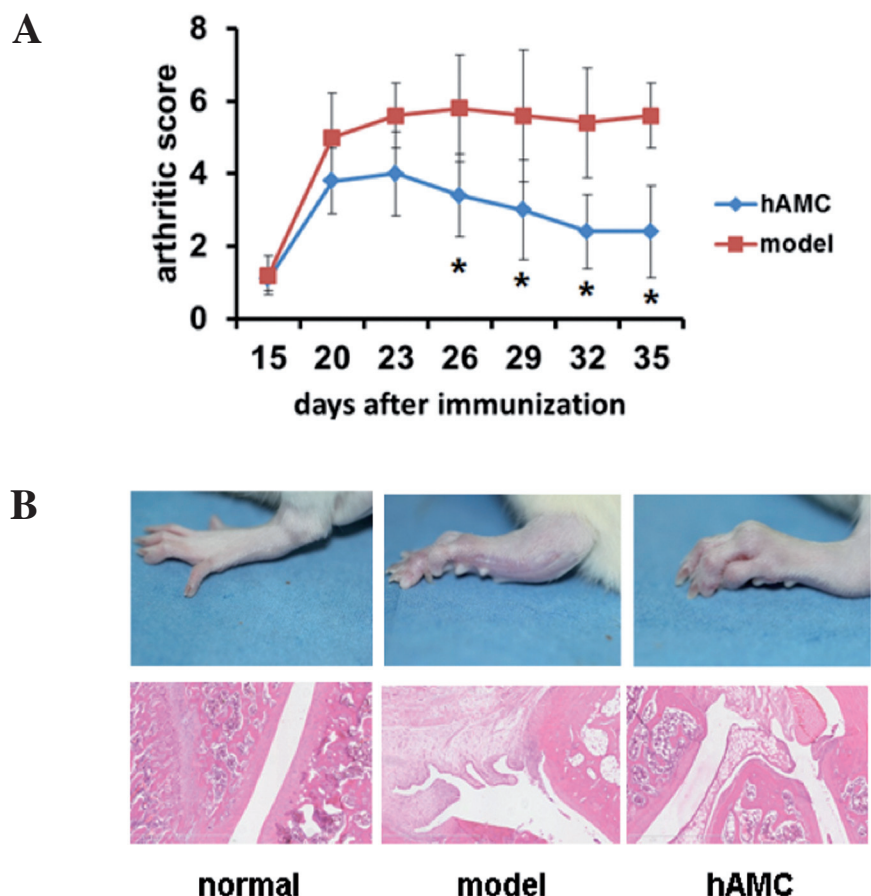 A
8
6
4
2
0
arthritic score
hAMC
model
* * * *
15 20 23 26 29 32 35
days after immunization
B
normal model hAMC